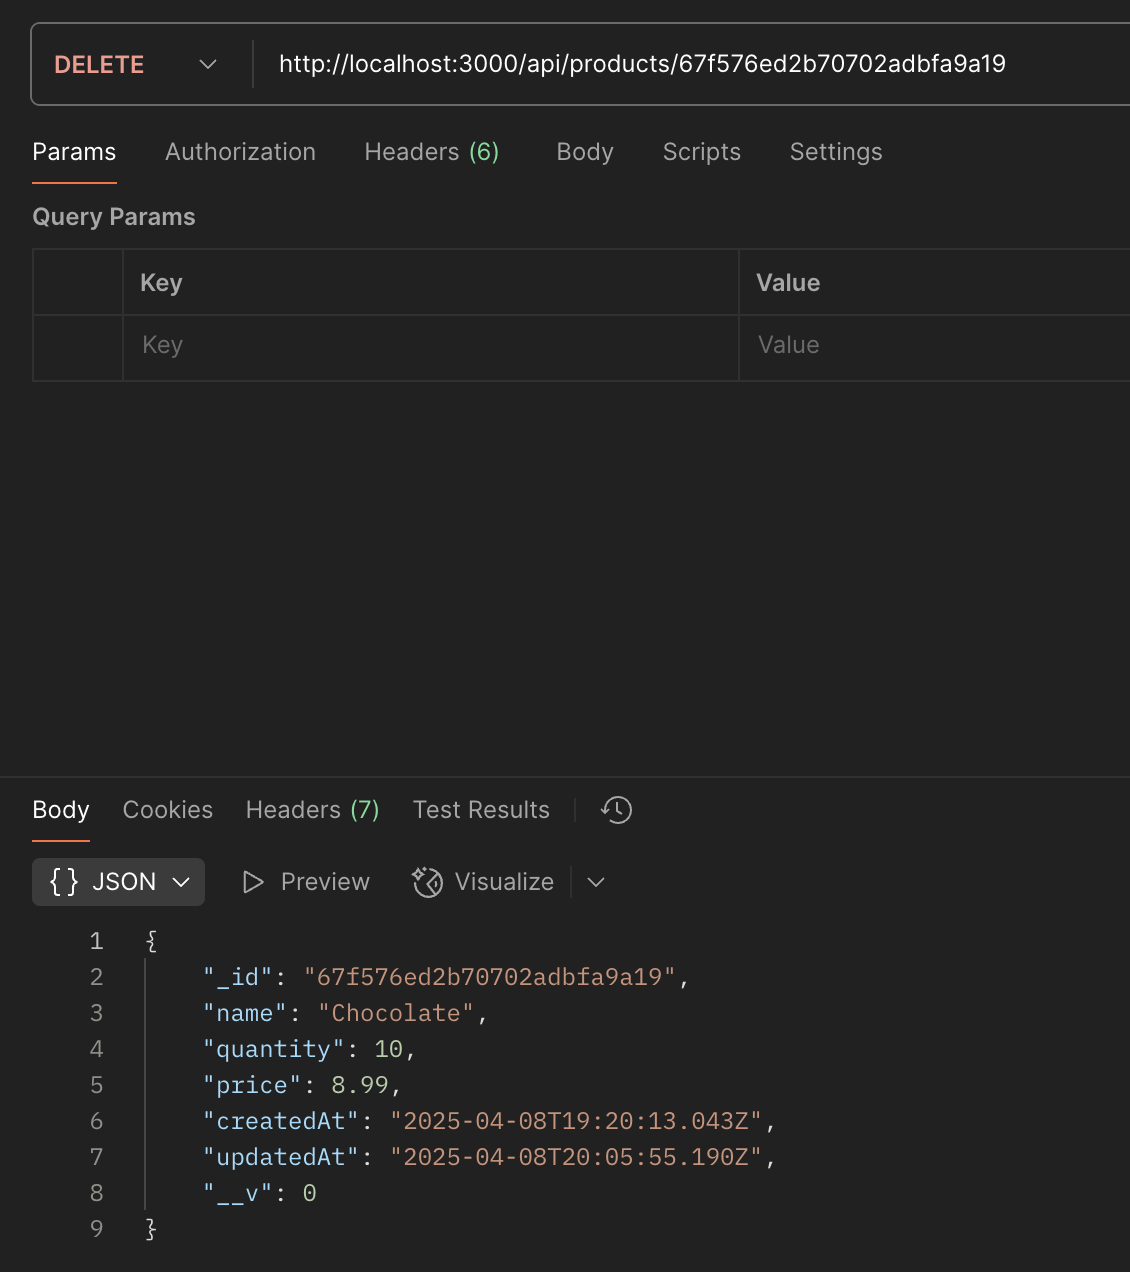 DELETE http://localhost:3000/api/products/67f576ed2b70702adbfa9a19
Params Authorization Headers (6) Body Scripts Settings
Query Params
Key Value
Key Value
Body Cookies Headers (7) Test Results
{} JSON Preview Visualize
1 {
2 "_id": "67f576ed2b70702adbfa9a19",
3 "name": "Chocolate",
4 "quantity": 10,
5 "price": 8.99,
6 "createdAt": "2025-04-08T19:20:13.043Z",
7 "updatedAt": "2025-04-08T20:05:55.190Z",
8 "__v": 0
9 }